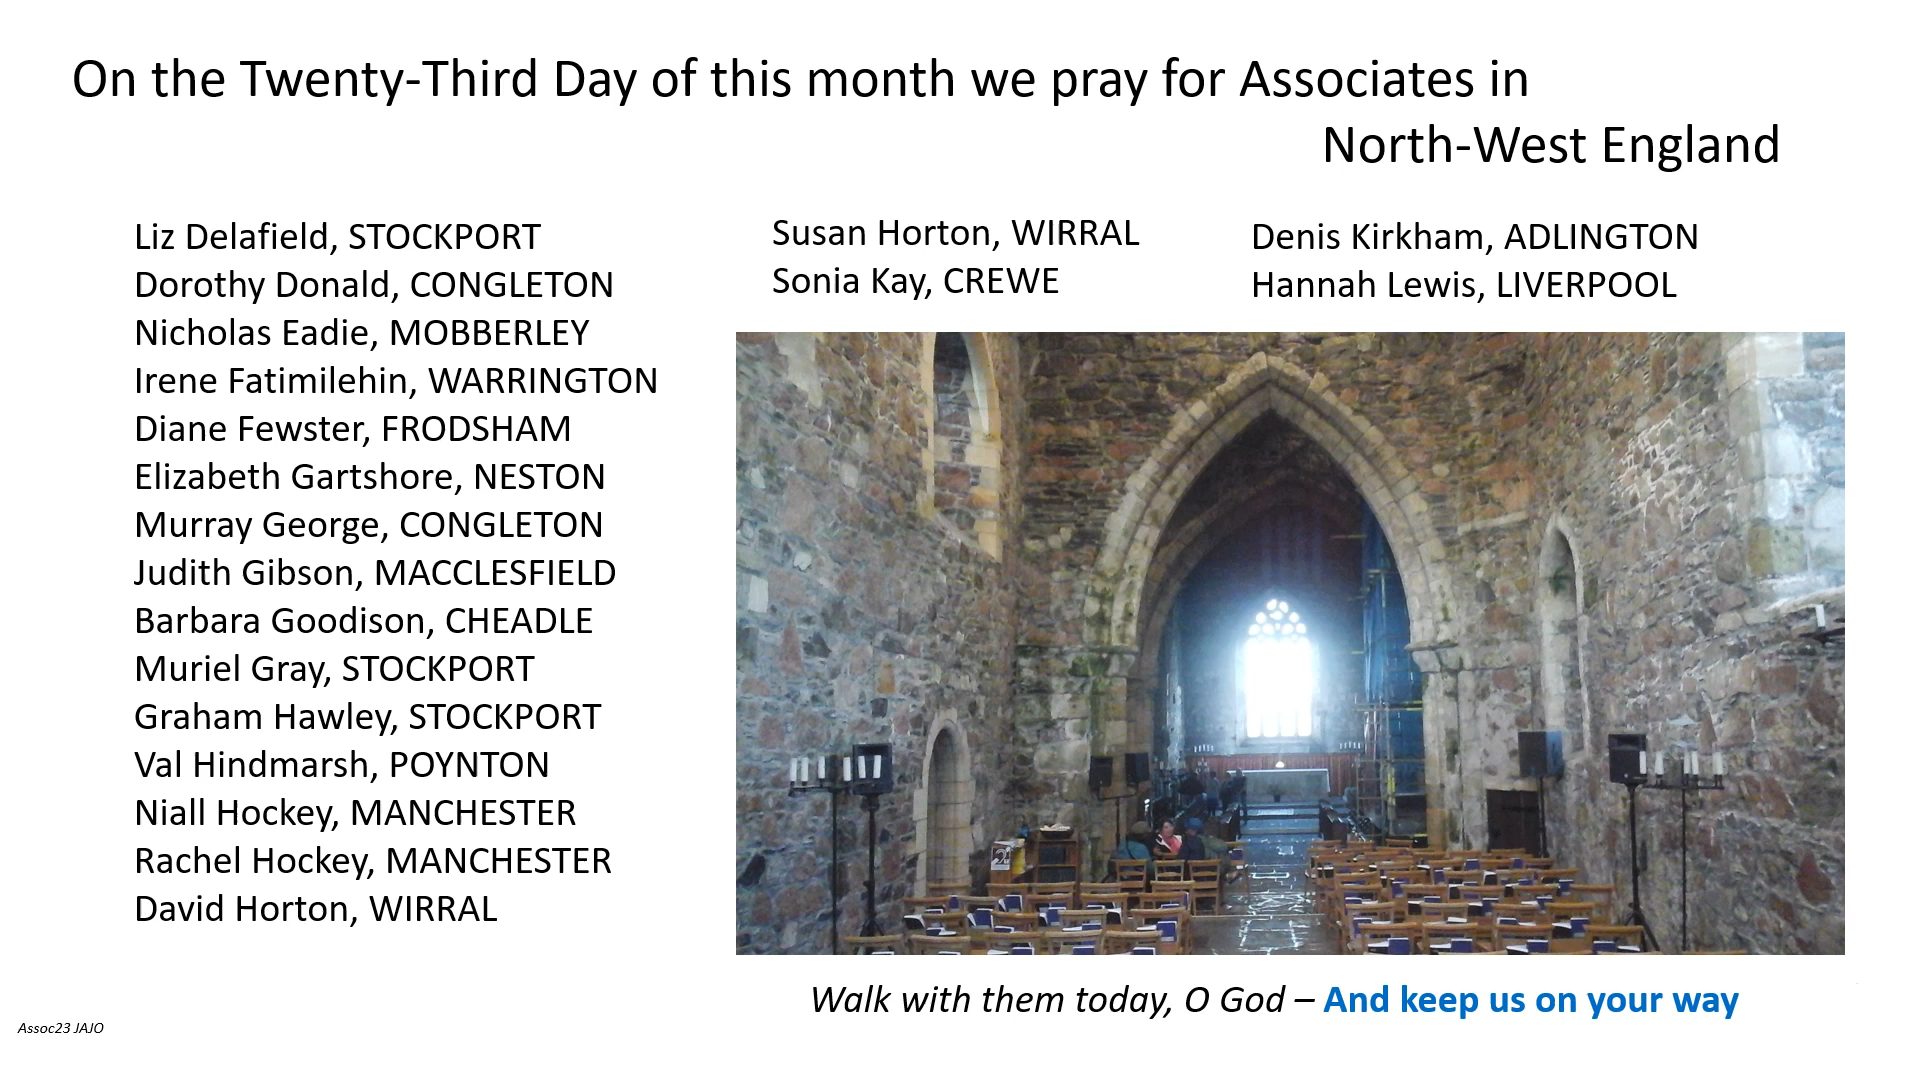 On the Twenty-Third Day of this month we pray for Associates in
North-West England
Liz Delafield, STOCKPORT
Dorothy Donald, CONGLETON
Nicholas Eadie, MOBBERLEY
Irene Fatimilehin, WARRINGTON
Diane Fewster, FRODSHAM
Elizabeth Gartshore, NESTON
Murray George, CONGLETON
Judith Gibson, MACCLESFIELD
Barbara Goodison, CHEADLE
Muriel Gray, STOCKPORT
Graham Hawley, STOCKPORT
Val Hindmarsh, POYNTON
Niall Hockey, MANCHESTER
Rachel Hockey, MANCHESTER
David Horton, WIRRAL
Susan Horton, WIRRAL
Sonia Kay, CREWE
Denis Kirkham, ADLINGTON
Hannah Lewis, LIVERPOOL
Walk with them today, O God – And keep us on your way
Assoc23 JAJO